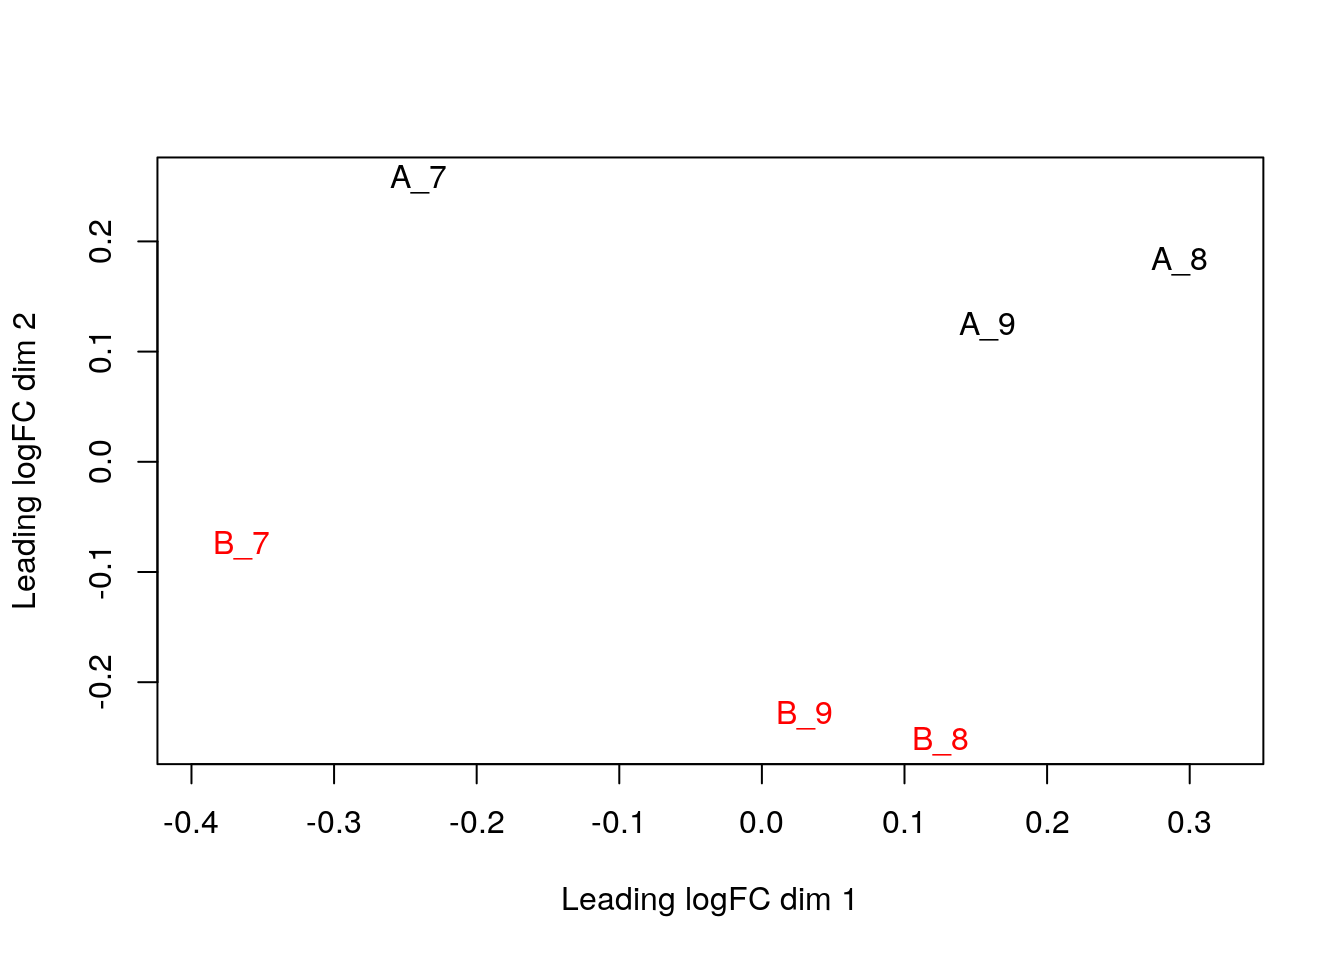 A_7
A_8
A_9
B_7
B_9
B_8
Leading logFC dim 2
0.2
0.1
0.0
-0.1
-0.2
-0.4 -0.3 -0.2 -0.1 0.0 0.1 0.2 0.3
Leading logFC dim 1